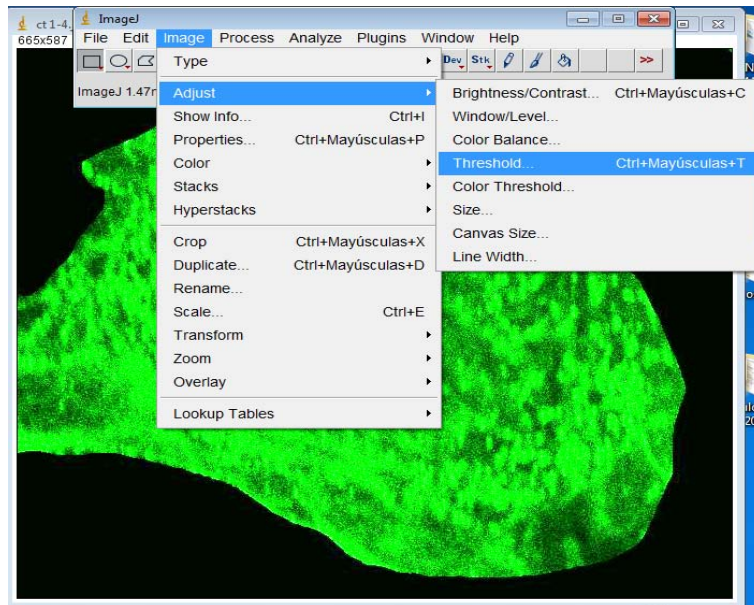 ct1-4.
ImageJ
665x587
File Edit Image Process Analyze Plugins Window Help
Dev Stk >>
ImageJ 1.47
Type
Adjust
Show Info... Ctrl+I
Properties... Ctrl+Mayúsculas+P
Color
Stacks
Hyperstacks
Crop Ctrl+Mayúsculas+X
Duplicate... Ctrl+Mayúsculas+D
Rename...
Scale... Ctrl+E
Transform
Zoom
Overlay
Lookup Tables
Brightness/Contrast... Ctrl+Mayúsculas+C
Window/Level...
Color Balance...
Threshold... Ctrl+Mayúsculas+T
Color Threshold...
Size...
Canvas Size...
Line Width...